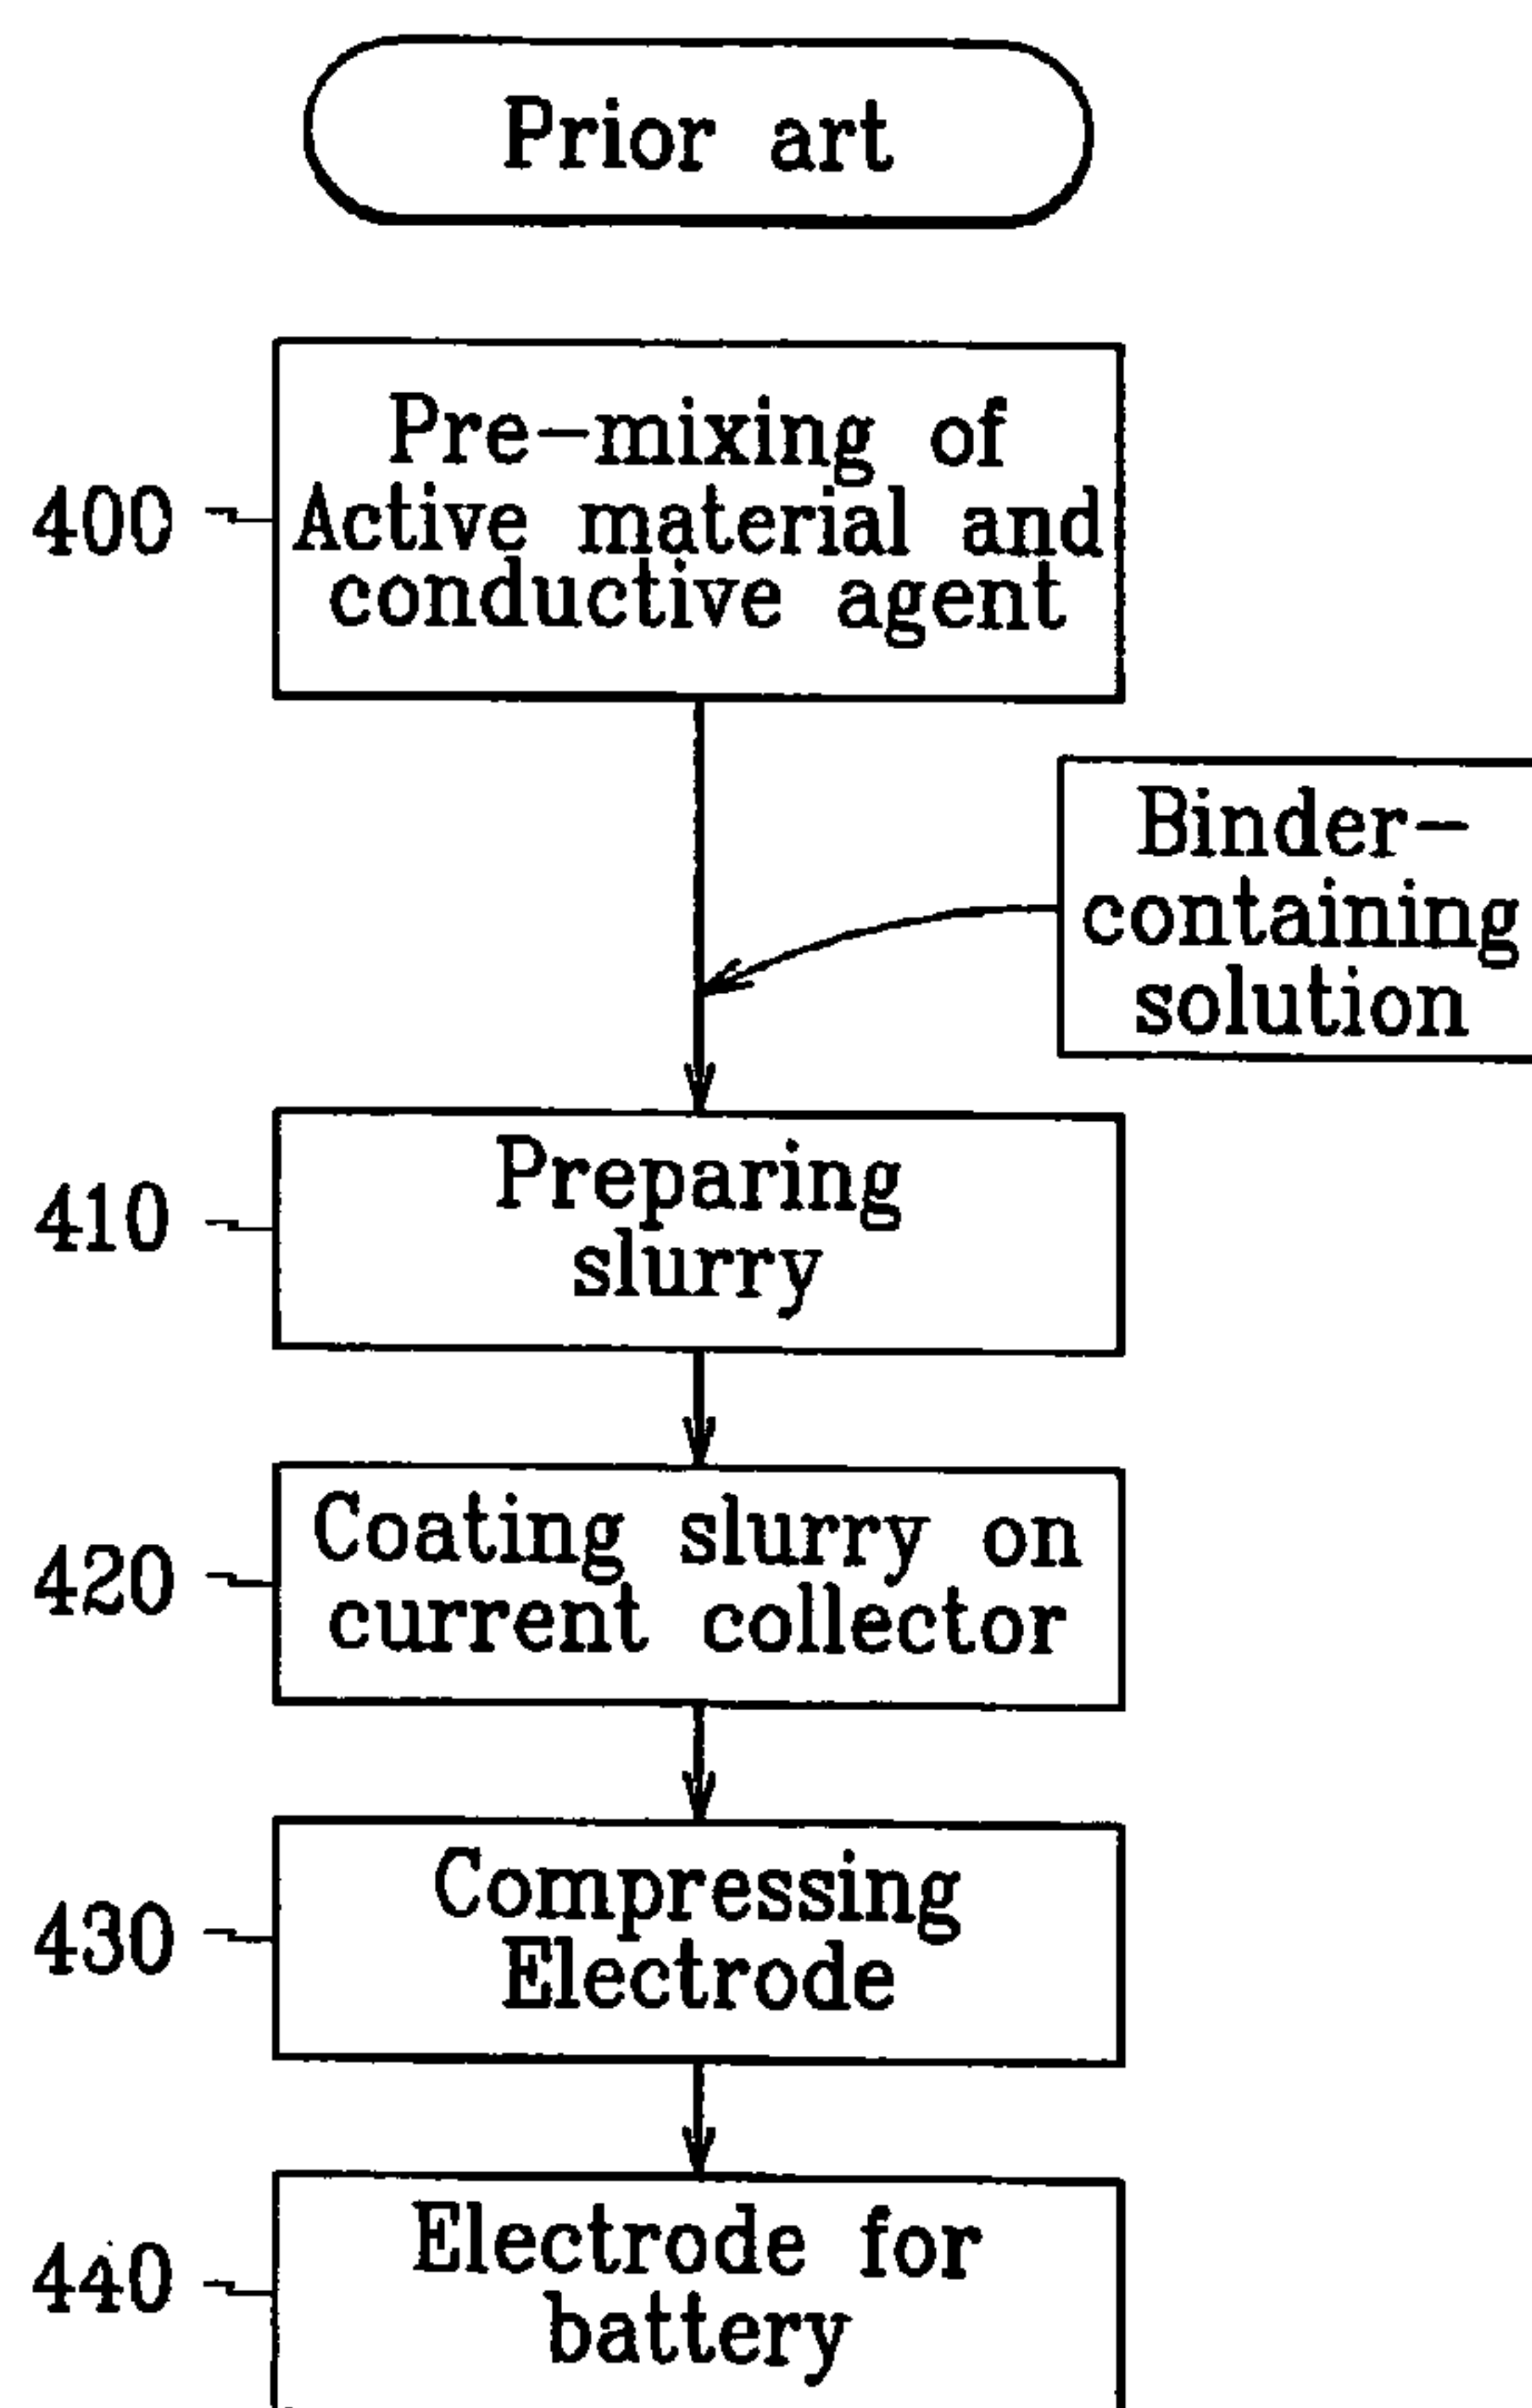 Prior art
400
Pre-mixing of
Active material and
conductive agent
Binder-
containing
solution
410
Preparing
slurry
420
Coating slurry on
current collector
430
Compressing
Electrode
440
Electrode for
battery